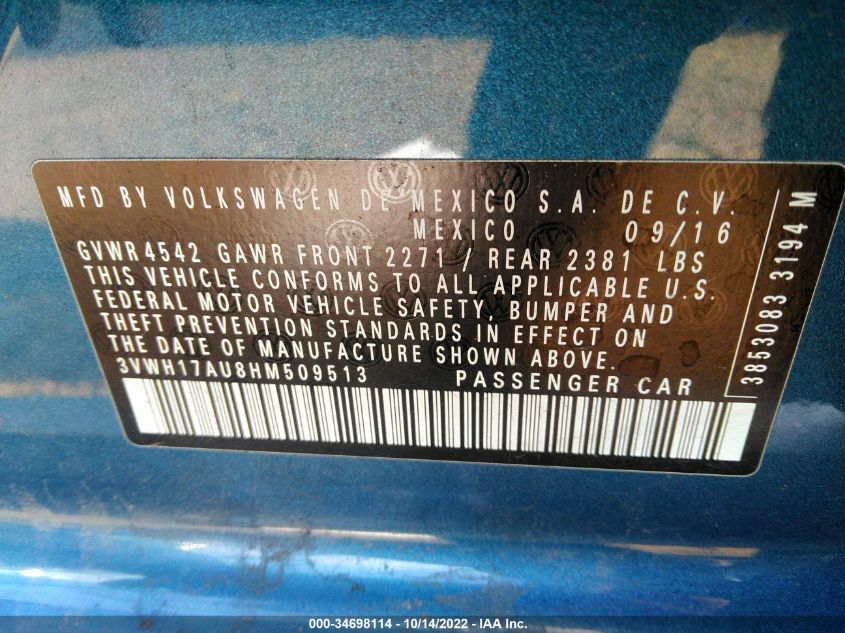 MFD BY VOLKSWAGEN DE MEXICO S.A. DE C.V.
MEXICO 09/16
GVWR 4542 GAWR FRONT 2271 / REAR 2381 LBS
THIS VEHICLE CONFORMS TO ALL APPLICABLE U.S.
FEDERAL MOTOR VEHICLE SAFETY, BUMPER AND
THEFT PREVENTION STANDARDS IN EFFECT ON
THE DATE OF MANUFACTURE SHOWN ABOVE.
3VWH17AU8HM509513 PASSENGER CAR
3853083 3194 M
000-34698114 - 10/14/2022 - IAA Inc.